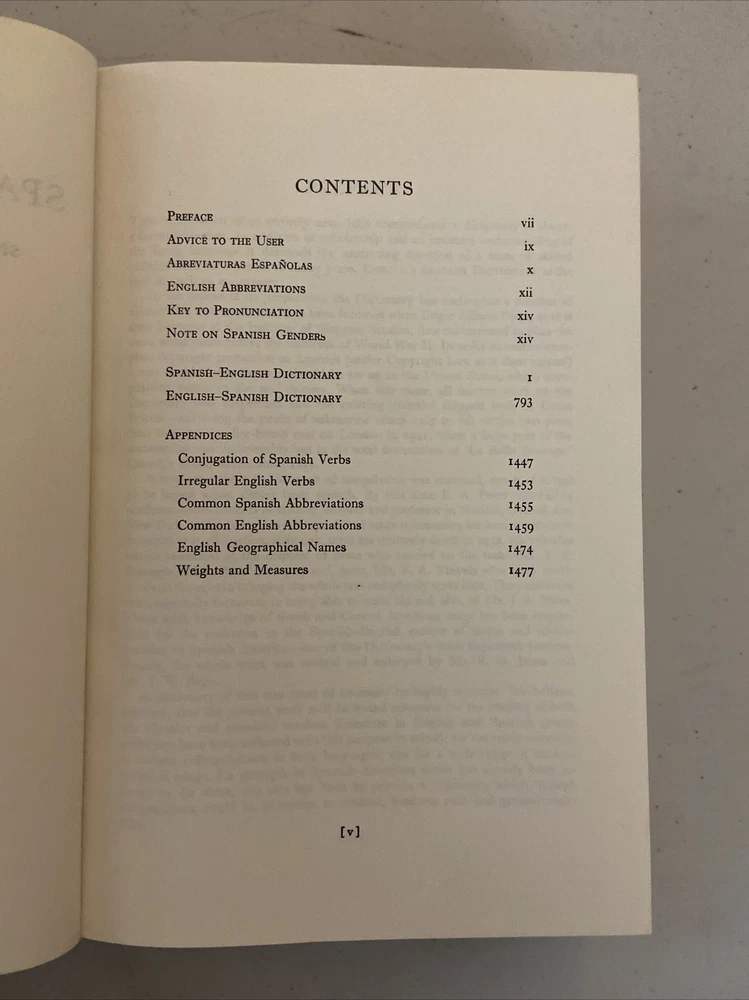 CONTENTS
PREFACE vii
ADVICE TO THE USER ix
ABREVIATURAS ESPAÑOLAS x
ENGLISH ABBREVIATIONS xii
KEY TO PRONUNCIATION xiv
NOTE ON SPANISH GENDERS xiv
SPANISH–ENGLISH DICTIONARY 1
ENGLISH–SPANISH DICTIONARY 793
APPENDICES
Conjugation of Spanish Verbs 1447
Irregular English Verbs 1453
Common Spanish Abbreviations 1455
Common English Abbreviations 1459
English Geographical Names 1474
Weights and Measures 1477
[v]